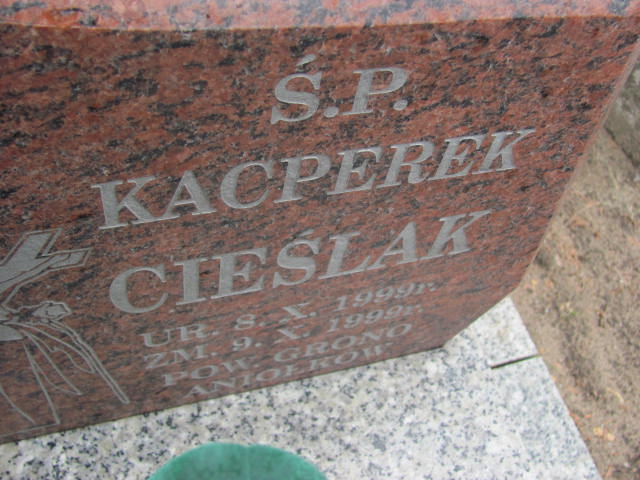 Ś.P.
KACPEREK
CIEŚLAK
UR. 8. X. 1999r.
ZM. 9. X. 1999r.
POW. GRONO
ANIOŁKÓW